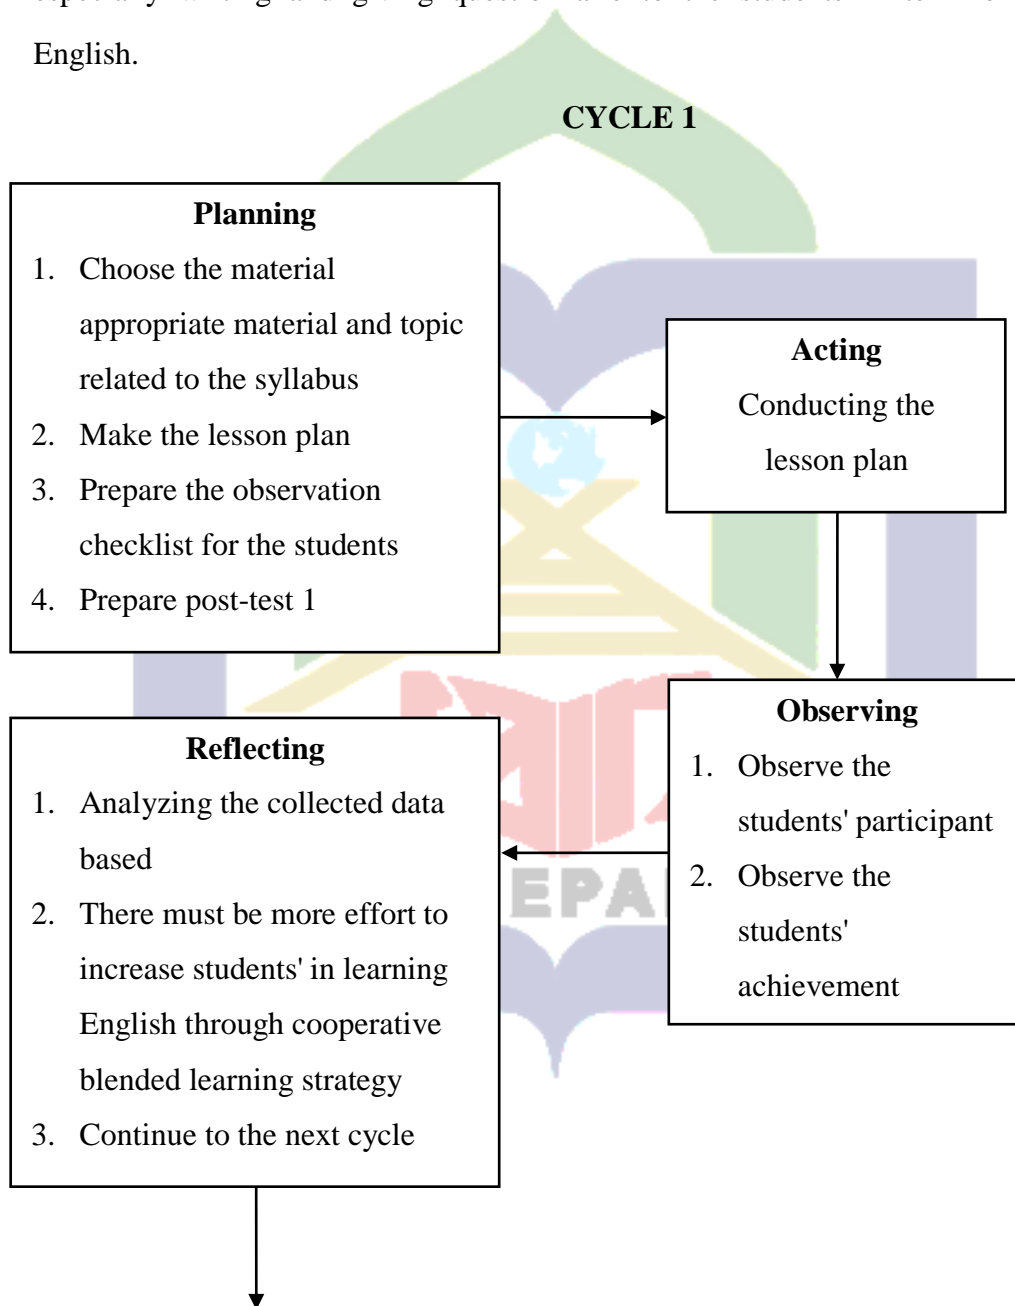 English.
CYCLE 1
Planning
1. Choose the material
appropriate material and topic
related to the syllabus
2. Make the lesson plan
3. Prepare the observation
checklist for the students
4. Prepare post-test 1
Acting
Conducting the
lesson plan
Observing
1. Observe the
students' participant
2. Observe the
students'
achievement
Reflecting
1. Analyzing the collected data
based
2. There must be more effort to
increase students' in learning
English through cooperative
blended learning strategy
3. Continue to the next cycle
EPA